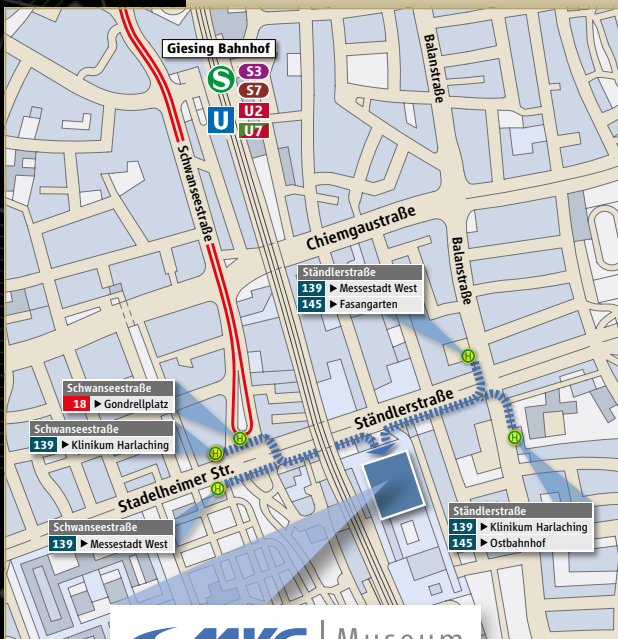 Giesing Bahnhof
S
S3
S7
U
U2
U7
Balanstraße
Schwanseestraße
Chiemgaustraße
Balanstraße
Ständlerstraße
139 ▶ Messestadt West
145 ▶ Fasangarten
H
Schwanseestraße
18 ▶ Gondrellplatz
Schwanseestraße
139 ▶ Klinikum Harlaching
Ständlerstraße
H
H
H
Stadelheimer Str.
H
Schwanseestraße
139 ▶ Messestadt West
Ständlerstraße
139 ▶ Klinikum Harlaching
145 ▶ Ostbahnhof
Museum